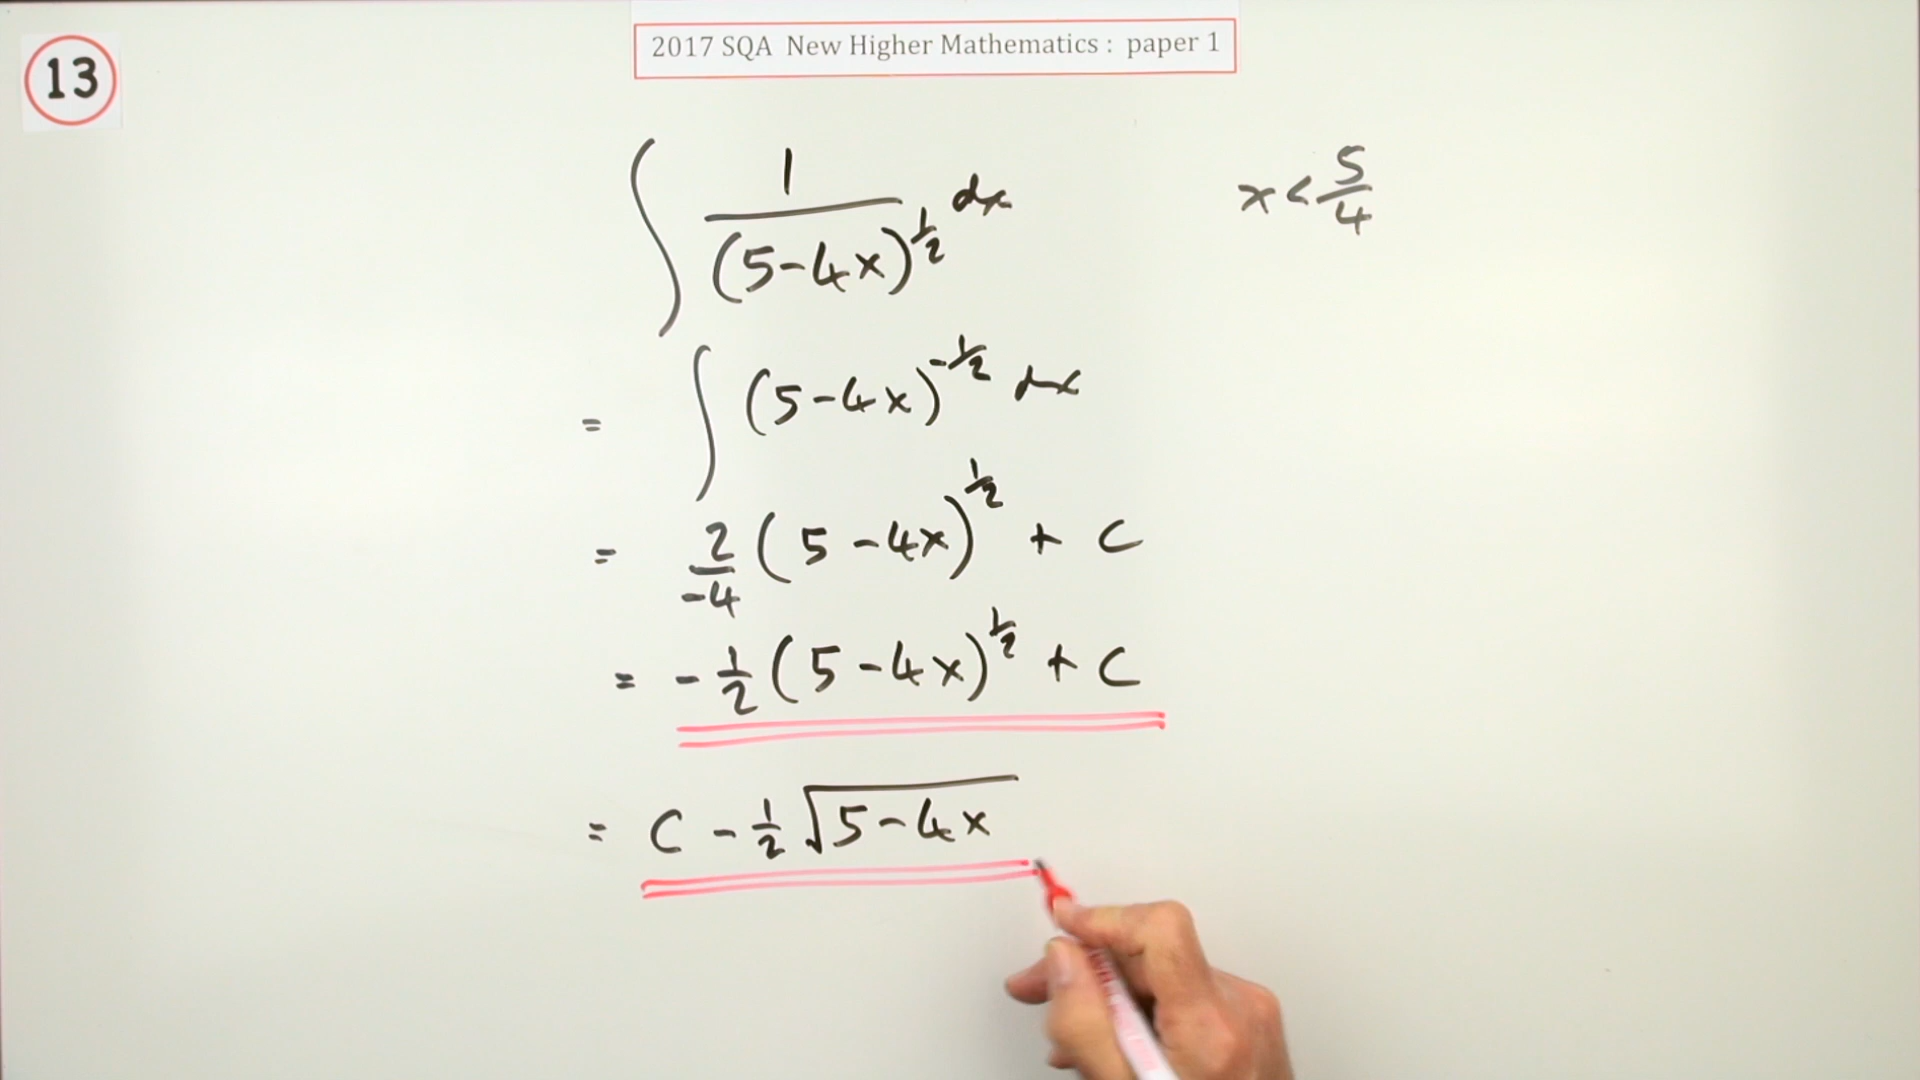 2017 SQA New Higher Mathematics : paper 1
13
∫ 1/(5-4x)^½ dx x < 5/4
= ∫ (5-4x)^-½ dx
= 2/-4 (5-4x)^½ + C
= -½ (5-4x)^½ + C
= C - ½ √5-4x